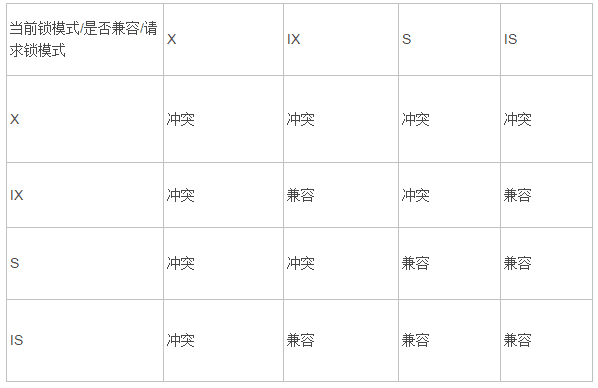 当前锁模式/是否兼容/请 X IX S IS
求锁模式
X 冲突 冲突 冲突 冲突
IX 冲突 兼容 冲突 兼容
S 冲突 冲突 兼容 兼容
IS 冲突 兼容 兼容 兼容